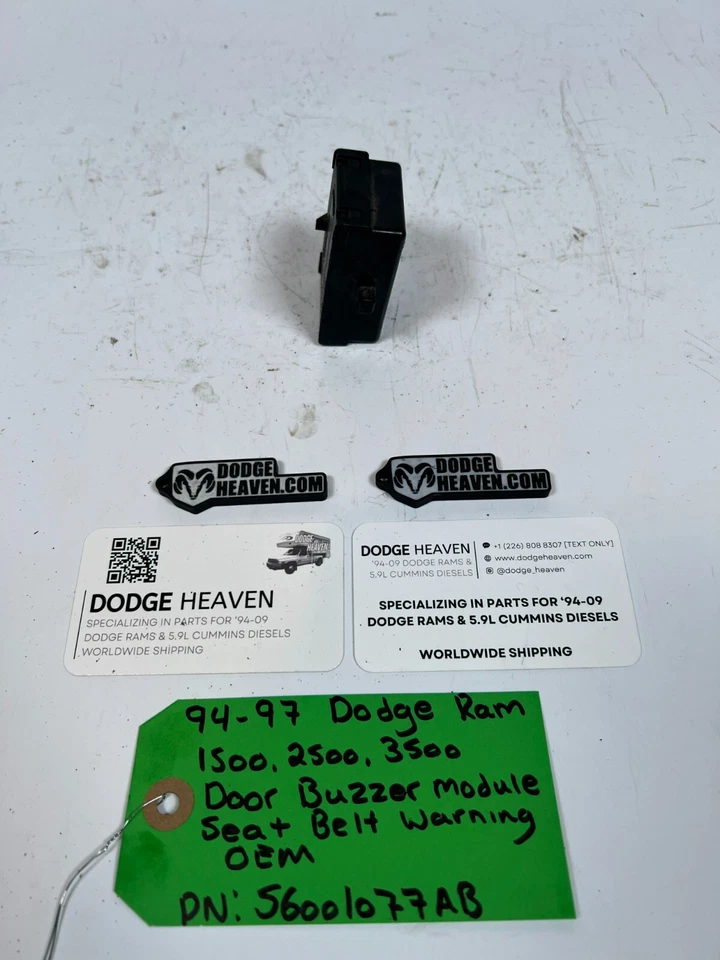 DODGE
HEAVEN.COM
DODGE
HEAVEN.COM
DODGE
HEAVEN
DODGE HEAVEN
SPECIALIZING IN PARTS FOR '94-09
DODGE RAMS & 5.9L CUMMINS DIESELS
WORLDWIDE SHIPPING
DODGE HEAVEN
'94-09 DODGE RAMS &
5.9L CUMMINS DIESELS
+1 (226) 808 8307 [TEXT ONLY]
www.dodgeheaven.com
@dodge_heaven
SPECIALIZING IN PARTS FOR '94-09
DODGE RAMS & 5.9L CUMMINS DIESELS
WORLDWIDE SHIPPING
94-97 Dodge Ram
1500, 2500, 3500
Door Buzzer Module
Seat Belt Warning
OEM
PN: 56001077AB